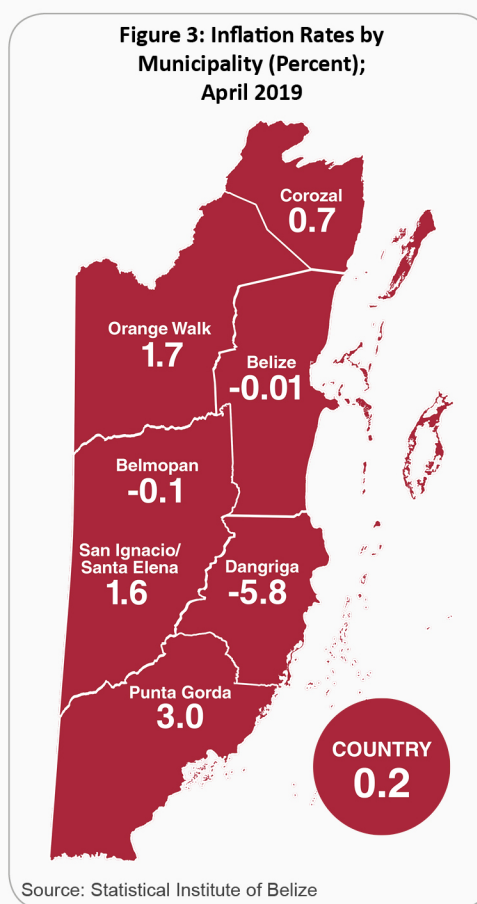 Figure 3: Inflation Rates by
Municipality (Percent);
April 2019
Corozal
0.7
Orange Walk
1.7
Belize
-0.01
Belmopan
-0.1
San Ignacio/
Santa Elena
1.6
Dangriga
-5.8
Punta Gorda
3.0
COUNTRY
0.2
Source: Statistical Institute of Belize